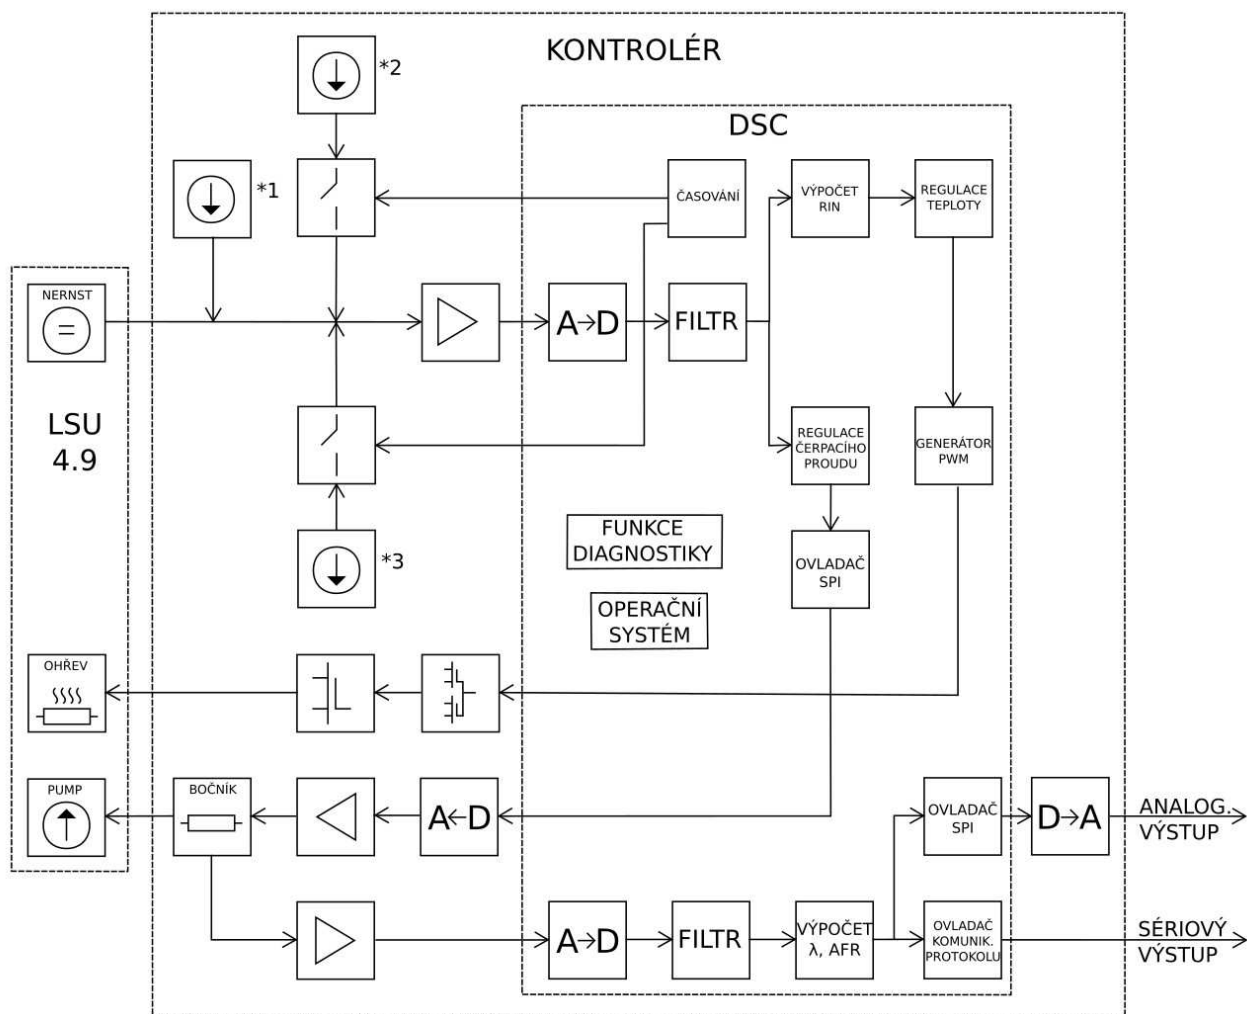 KONTROLÉR
*2
DSC
*1
ČASOVÁNÍ
VÝPOČET
RIN
REGULACE
TEPLOTY
NERNST
=
A→D
FILTR
LSU
4.9
REGULACE
ČERPACÍHO
PROUDU
GENERÁTOR
PWM
FUNKCE
DIAGNOSTIKY
*3
OVLADAČ
SPI
OPERAČNÍ
SYSTÉM
OHŘEV
PUMP
BOČNÍK
A←D
OVLADAČ
SPI
D→A
ANALOG.
VÝSTUP
A→D
FILTR
VÝPOČET
λ, AFR
OVLADAČ
KOMUNIK.
PROTOKOLU
SÉRIOVÝ
VÝSTUP